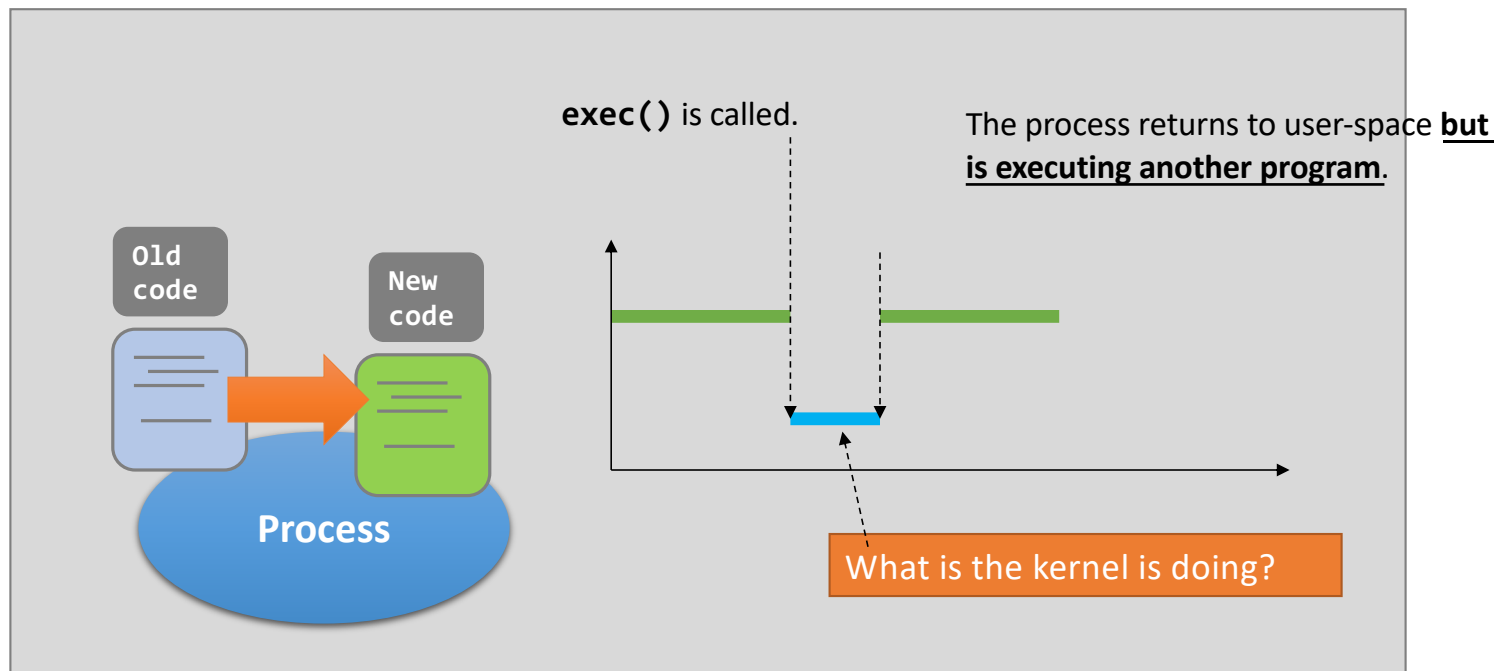 exec() is called.
The process returns to user-space but
is executing another program.
Old
code
New
code
Process
What is the kernel is doing?